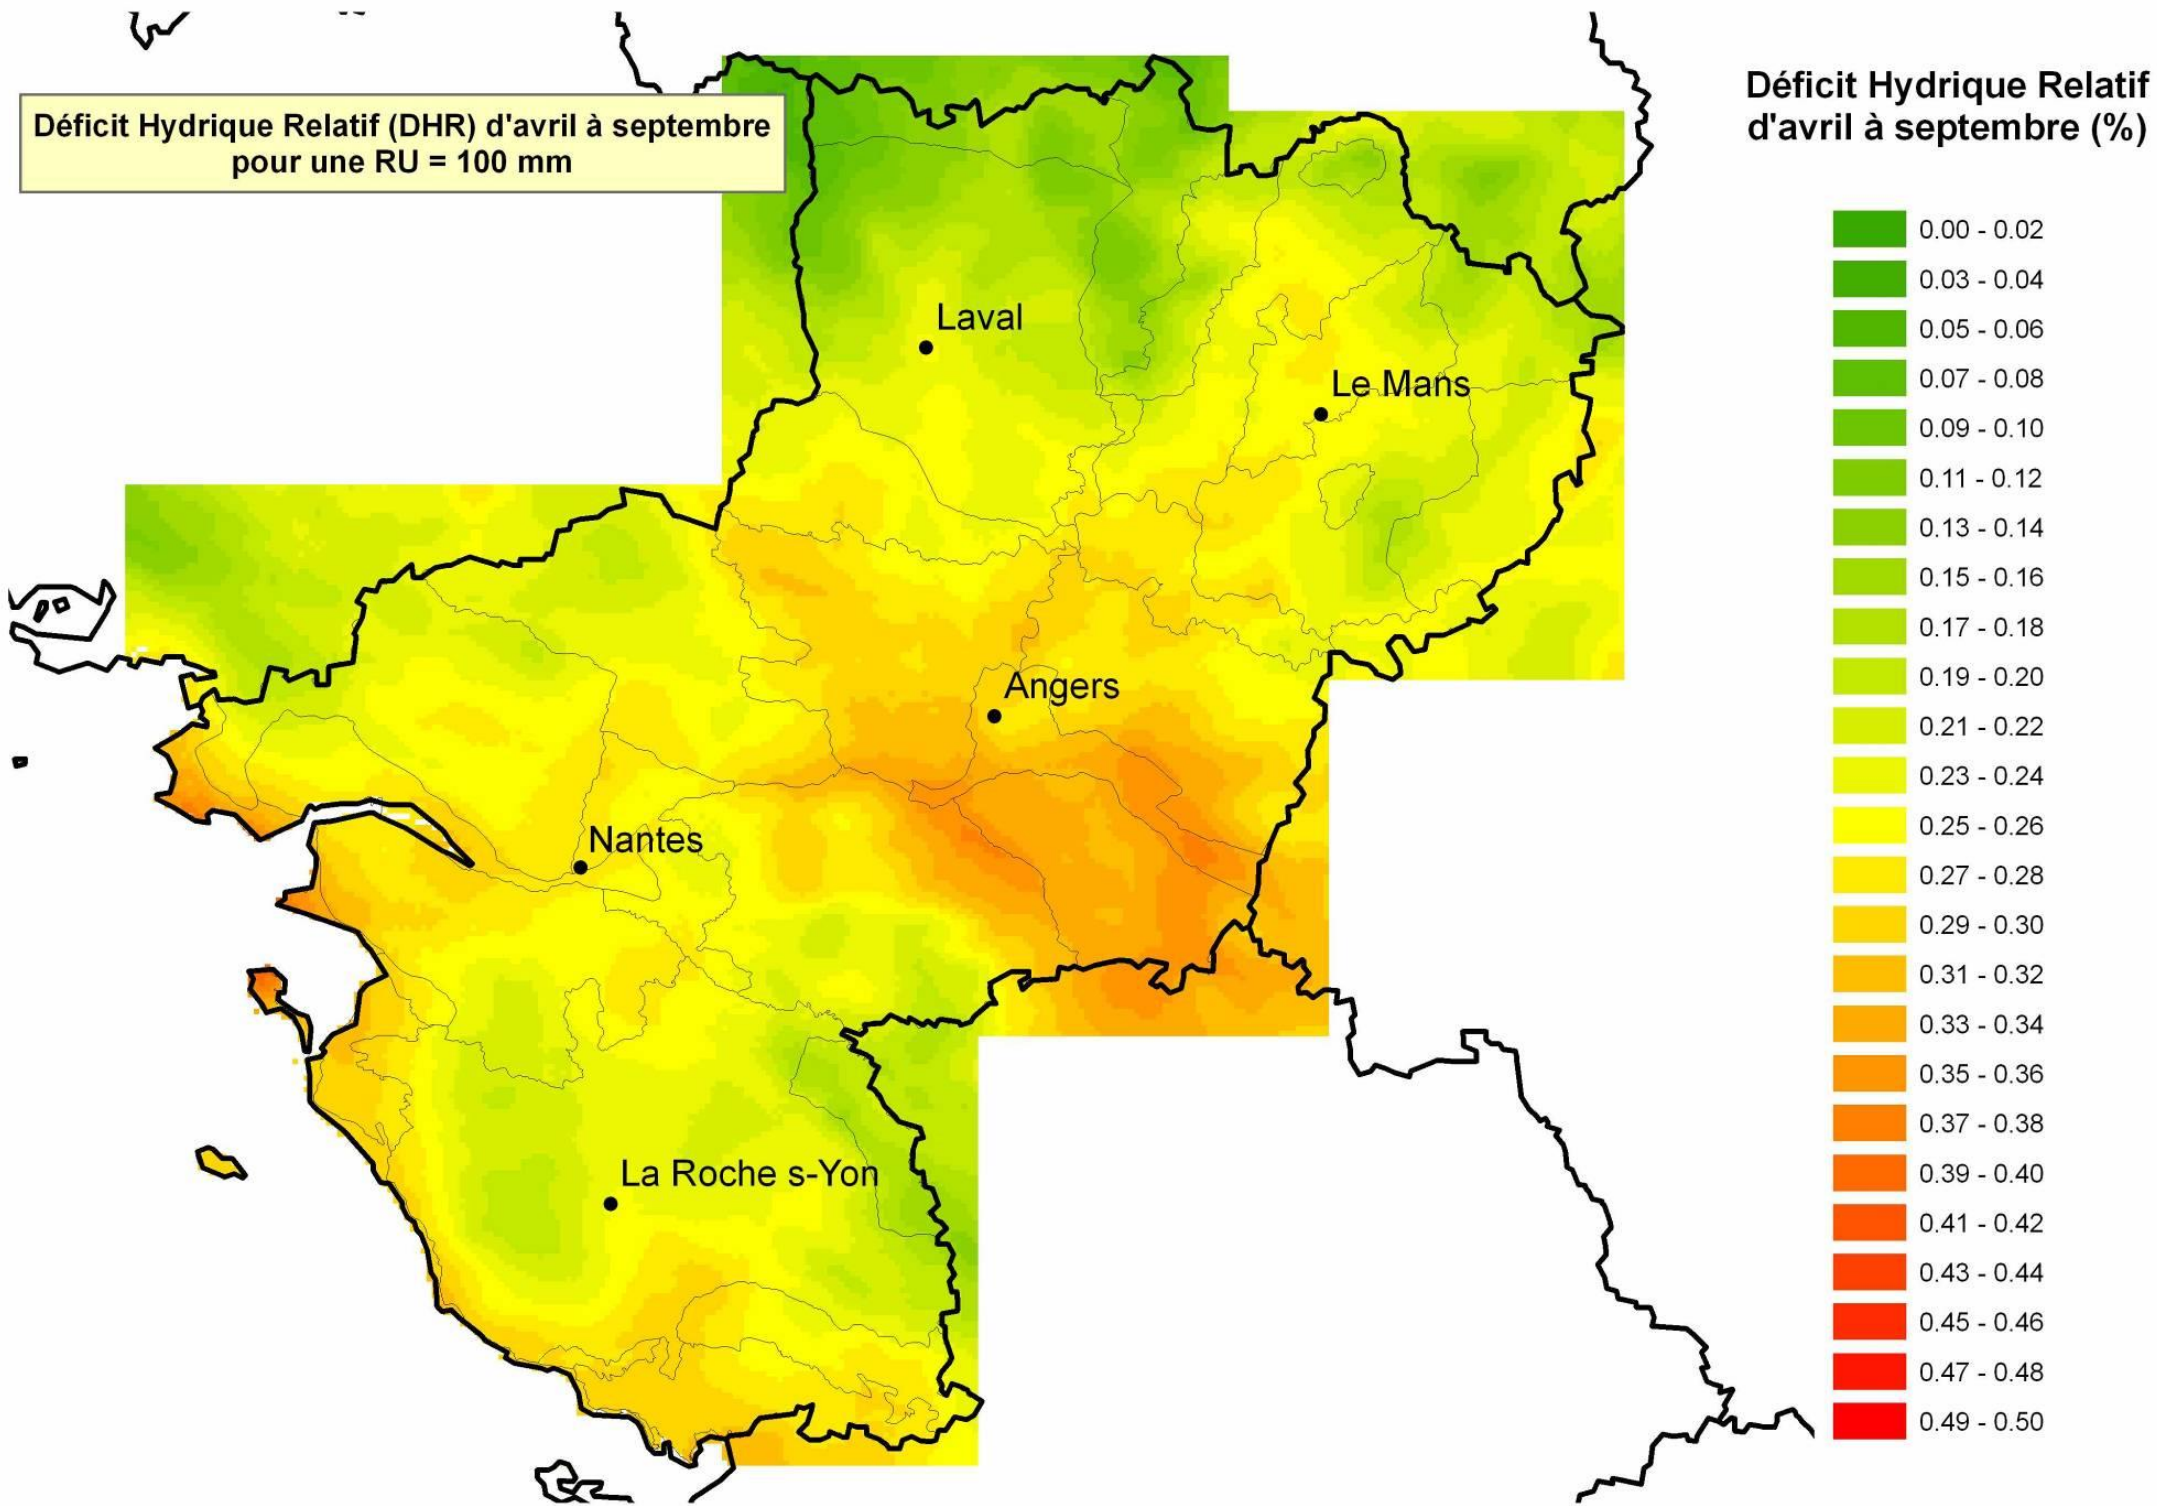 Déficit Hydrique Relatif (DHR) d'avril à septembre
pour une RU = 100 mm
Déficit Hydrique Relatif
d'avril à septembre (%)
0.00 - 0.02
0.03 - 0.04
0.05 - 0.06
0.07 - 0.08
0.09 - 0.10
0.11 - 0.12
0.13 - 0.14
0.15 - 0.16
0.17 - 0.18
0.19 - 0.20
0.21 - 0.22
0.23 - 0.24
0.25 - 0.26
0.27 - 0.28
0.29 - 0.30
0.31 - 0.32
0.33 - 0.34
0.35 - 0.36
0.37 - 0.38
0.39 - 0.40
0.41 - 0.42
0.43 - 0.44
0.45 - 0.46
0.47 - 0.48
0.49 - 0.50
Laval
Le Mans
Angers
Nantes
La Roche s-Yon